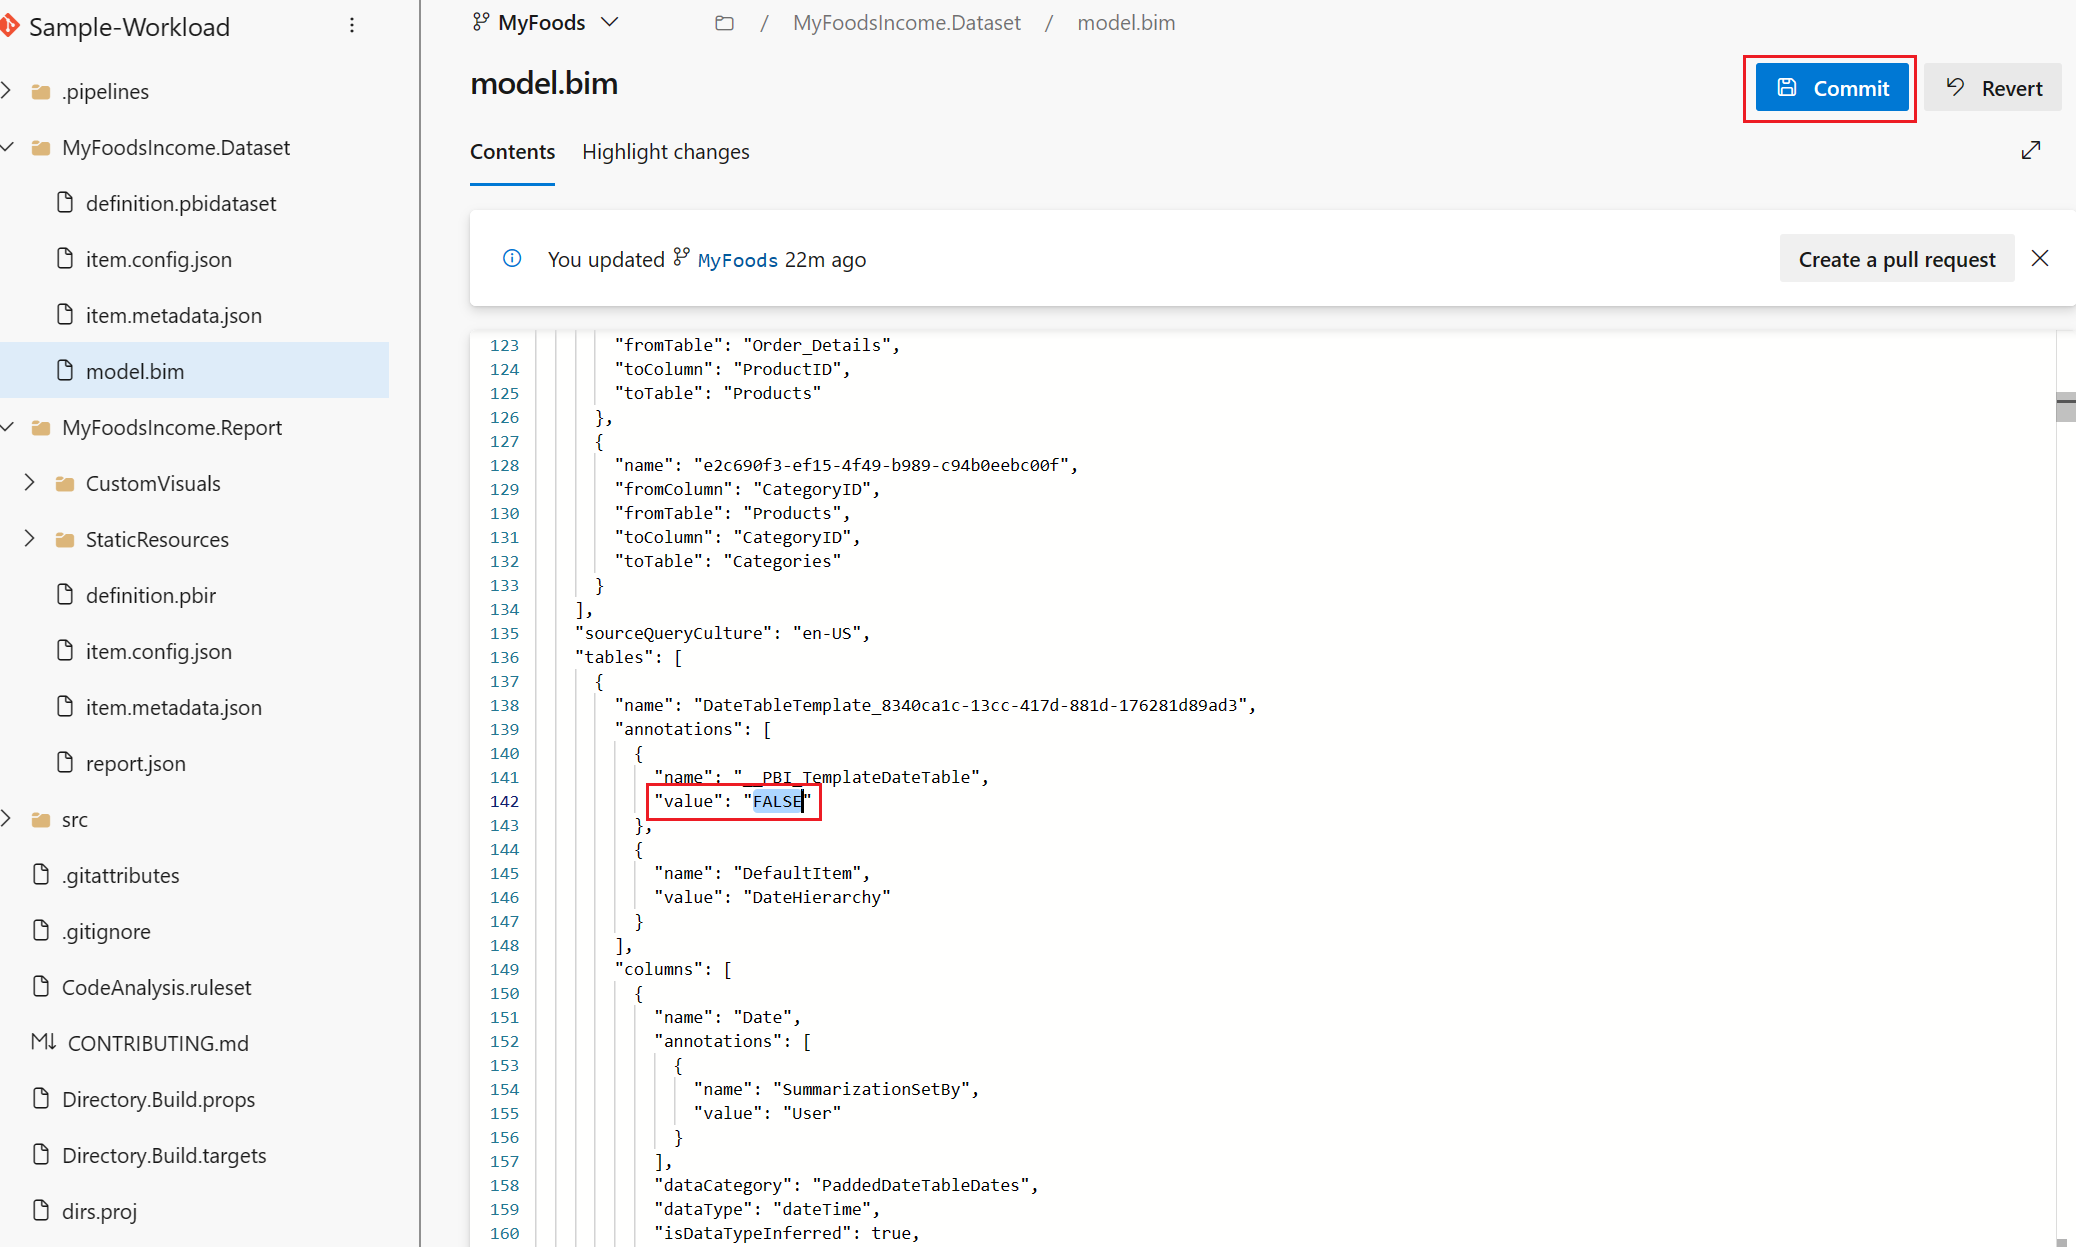 Sample-Workload
.pipelines
MyFoodsIncome.Dataset
definition.pbidataset
item.config.json
item.metadata.json
model.bim
MyFoodsIncome.Report
CustomVisuals
StaticResources
definition.pbir
item.config.json
item.metadata.json
report.json
src
.gitattributes
.gitignore
CodeAnalysis.ruleset
CONTRIBUTING.md
Directory.Build.props
Directory.Build.targets
dirs.proj
MyFoods / MyFoodsIncome.Dataset / model.bim
model.bim
Commit
Revert
Contents Highlight changes
You updated MyFoods 22m ago
Create a pull request
123 "fromTable": "Order_Details",
124 "toColumn": "ProductID",
125 "toTable": "Products"
126 },
127 {
128 "name": "e2c690f3-ef15-4f49-b989-c94b0eebc00f",
129 "fromColumn": "CategoryID",
130 "fromTable": "Products",
131 "toColumn": "CategoryID",
132 "toTable": "Categories"
133 }
134 ],
135 "sourceQueryCulture": "en-US",
136 "tables": [
137 {
138 "name": "DateTableTemplate_8340ca1c-13cc-417d-881d-176281d89ad3",
139 "annotations": [
140 {
141 "name": "__PBI_TemplateDateTable",
142 "value": "FALSE"
143 },
144 {
145 "name": "DefaultItem",
146 "value": "DateHierarchy"
147 }
148 ],
149 "columns": [
150 {
151 "name": "Date",
152 "annotations": [
153 {
154 "name": "SummarizationSetBy",
155 "value": "User"
156 }
157 ],
158 "dataCategory": "PaddedDateTableDates",
159 "dataType": "dateTime",
160 "isDataTypeInferred": true,